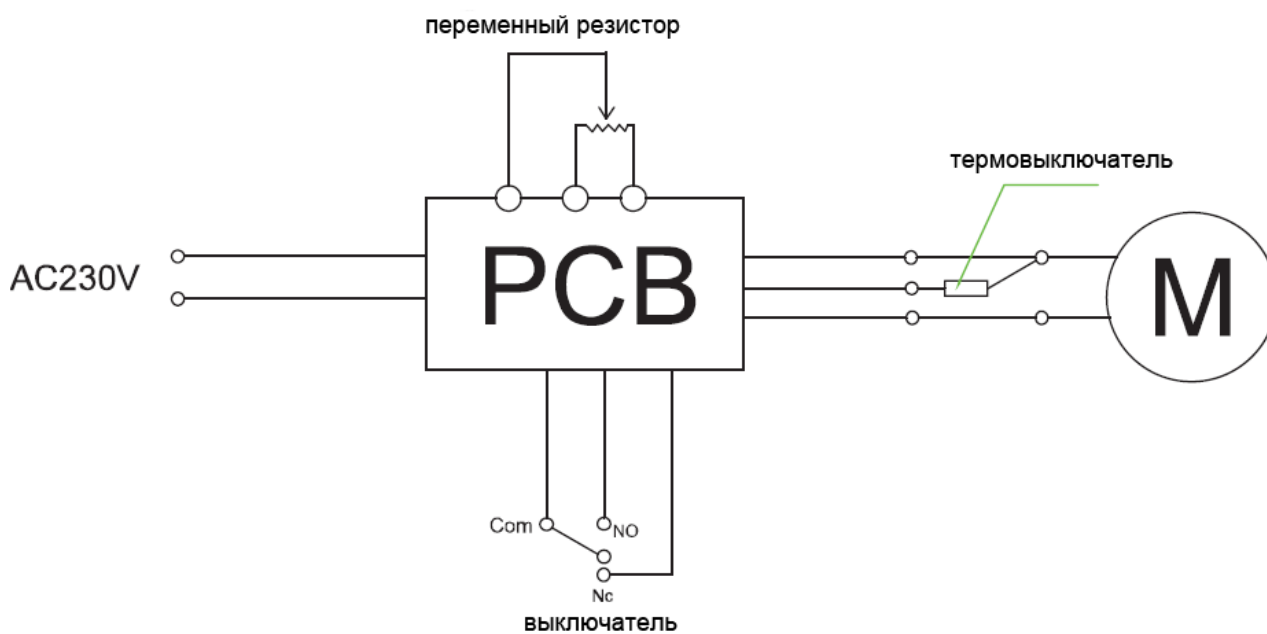 переменный резистор
термовыключатель
AC230V
PCB
M
Com
NO
Nc
выключатель